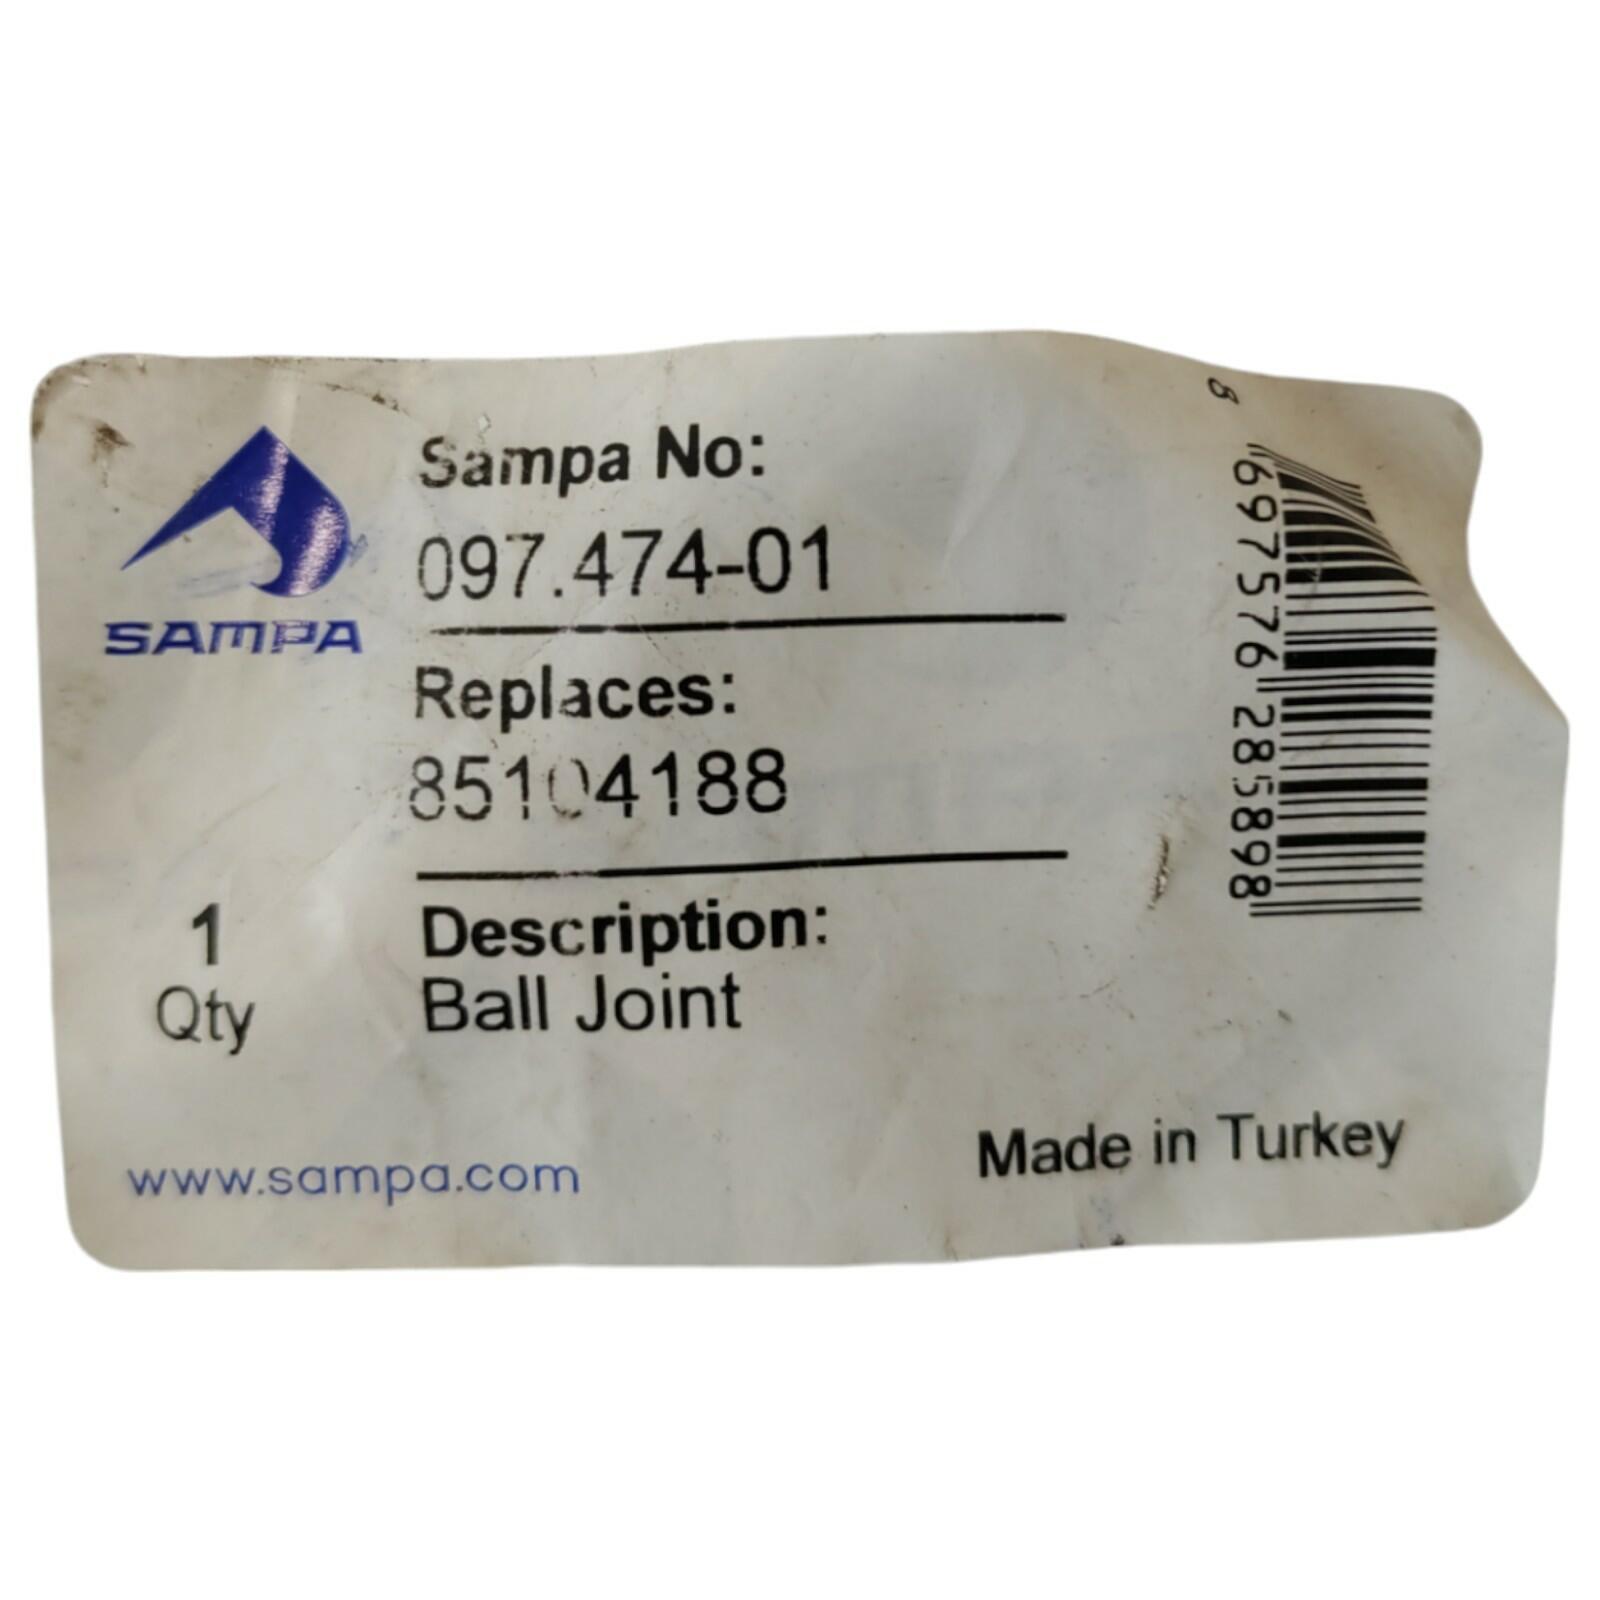 SAMPA
Sampa No:
097.474-01
Replaces:
85104188
1
Qty
Description:
Ball Joint
www.sampa.com
Made in Turkey
8 697576 285898